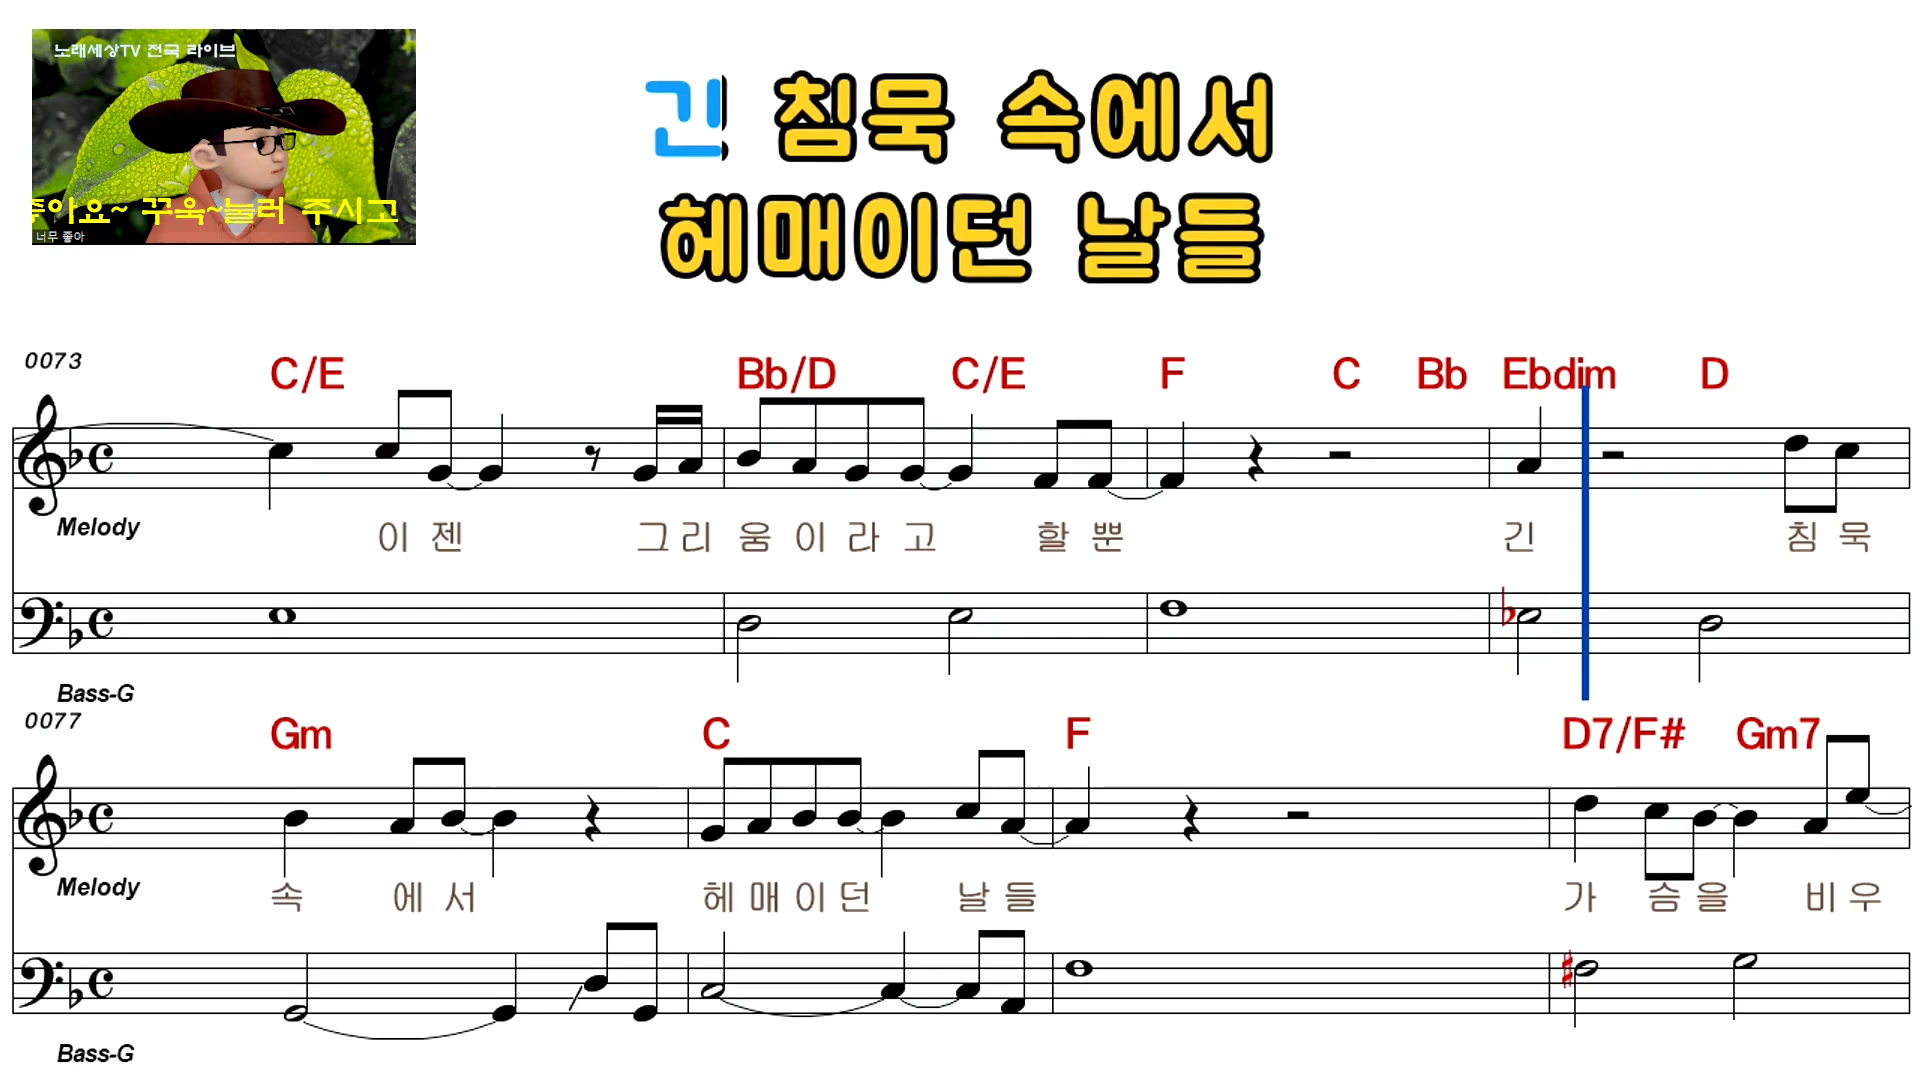 노래세상TV 전국 라이브
좋아요~ 꾸욱~눌러 주시고
너무 좋아
긴 침묵 속에서
헤매이던 날들
0073
C/E Bb/D C/E F C Bb Ebdim D
Melody
이 젠 그 리 움 이 라 고 할 뿐 긴 침 묵
Bass-G
0077
Gm C F D7/F# Gm7
Melody
속 에 서 헤 매 이 던 날 들 가 슴 을 비 우
Bass-G